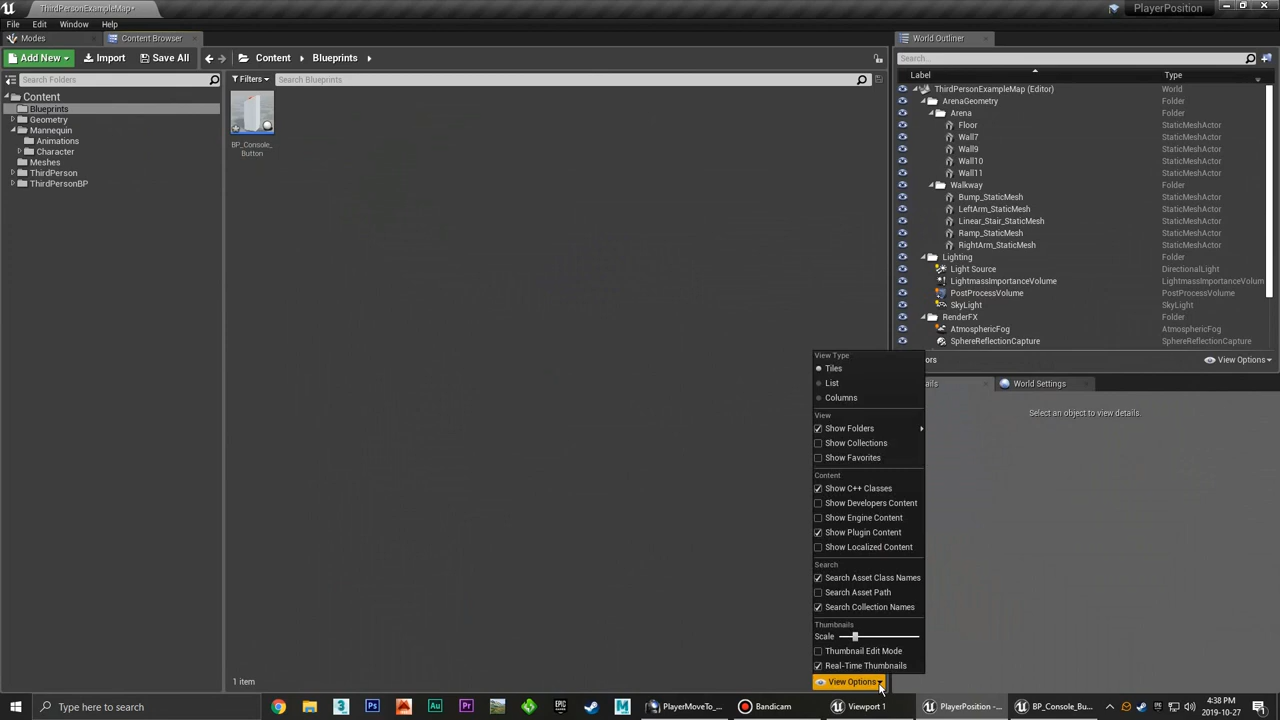 ThirdPersonExampleMap*
PlayerPosition
File Edit Window Help
Modes
Content Browser
Add New
Import
Save All
Content
Blueprints
Search Folders
Filters
Search Blueprints
Content
Blueprints
Geometry
Mannequin
Animations
Character
Meshes
ThirdPerson
ThirdPersonBP
BP_Console_
Button
World Outliner
Search...
Label Type
ThirdPersonExampleMap (Editor) World
ArenaGeometry Folder
Arena Folder
Floor StaticMeshActor
Wall7 StaticMeshActor
Wall9 StaticMeshActor
Wall10 StaticMeshActor
Wall11 StaticMeshActor
Walkway Folder
Bump_StaticMesh StaticMeshActor
LeftArm_StaticMesh StaticMeshActor
Linear_Stair_StaticMesh StaticMeshActor
Ramp_StaticMesh StaticMeshActor
RightArm_StaticMesh StaticMeshActor
Lighting Folder
Light Source DirectionalLight
LightmassImportanceVolume LightmassImportanceVolum
PostProcessVolume PostProcessVolume
SkyLight SkyLight
RenderFX Folder
AtmosphericFog AtmosphericFog
SphereReflectionCapture SphereReflectionCapture
ors
View Options
ails
World Settings
Select an object to view details.
View Type
Tiles
List
Columns
View
Show Folders
Show Collections
Show Favorites
Content
Show C++ Classes
Show Developers Content
Show Engine Content
Show Plugin Content
Show Localized Content
Search
Search Asset Class Names
Search Asset Path
Search Collection Names
Thumbnails
Scale
Thumbnail Edit Mode
Real-Time Thumbnails
1 item
View Options
Type here to search
PlayerMoveTo_...
Bandicam
Viewport 1
PlayerPosition -...
BP_Console_Bu...
4:38 PM
2019-10-27